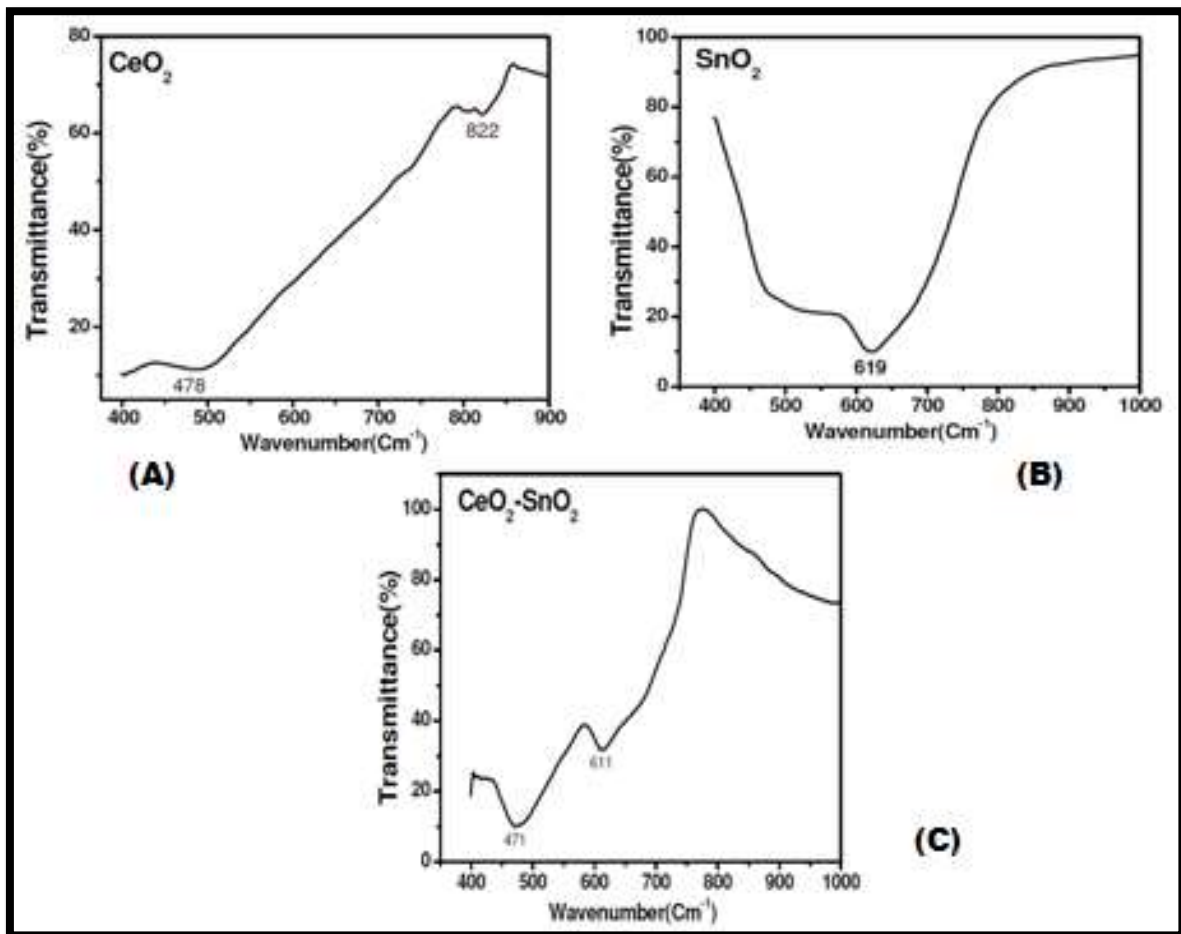 CeO₂
Transmittance(%)
80
60
40
20
822
478
400 500 600 700 800 900
Wavenumber(Cm⁻¹)
(A)
SnO₂
Transmittance(%)
100
80
60
40
20
0
619
400 500 600 700 800 900 1000
Wavenumber(Cm⁻¹)
(B)
CeO₂-SnO₂
Transmittance(%)
100
80
60
40
20
0
611
471
400 500 600 700 800 900 1000
Wavenumber(Cm⁻¹)
(C)